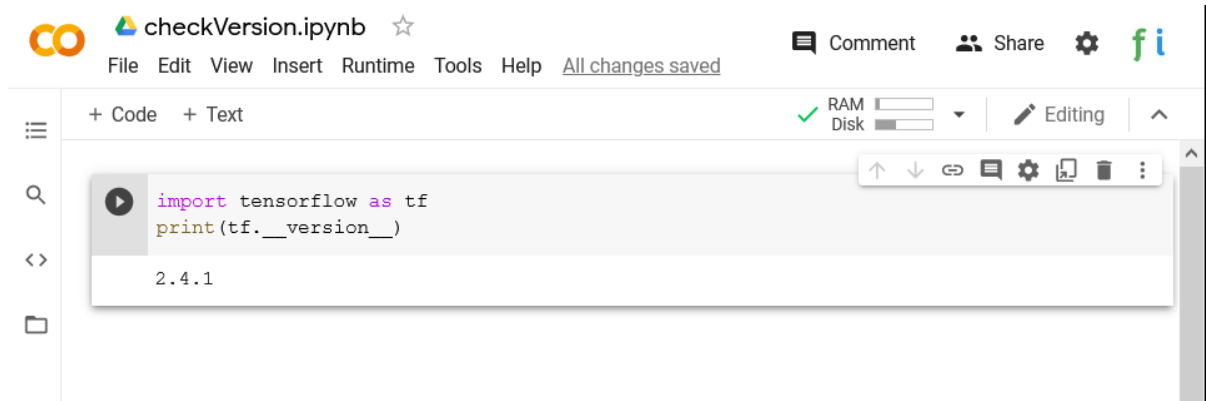 checkVersion.ipynb
File Edit View Insert Runtime Tools Help All changes saved
Comment Share
fi
+ Code + Text
RAM
Disk
Editing
import tensorflow as tf
print(tf.__version__)
2.4.1